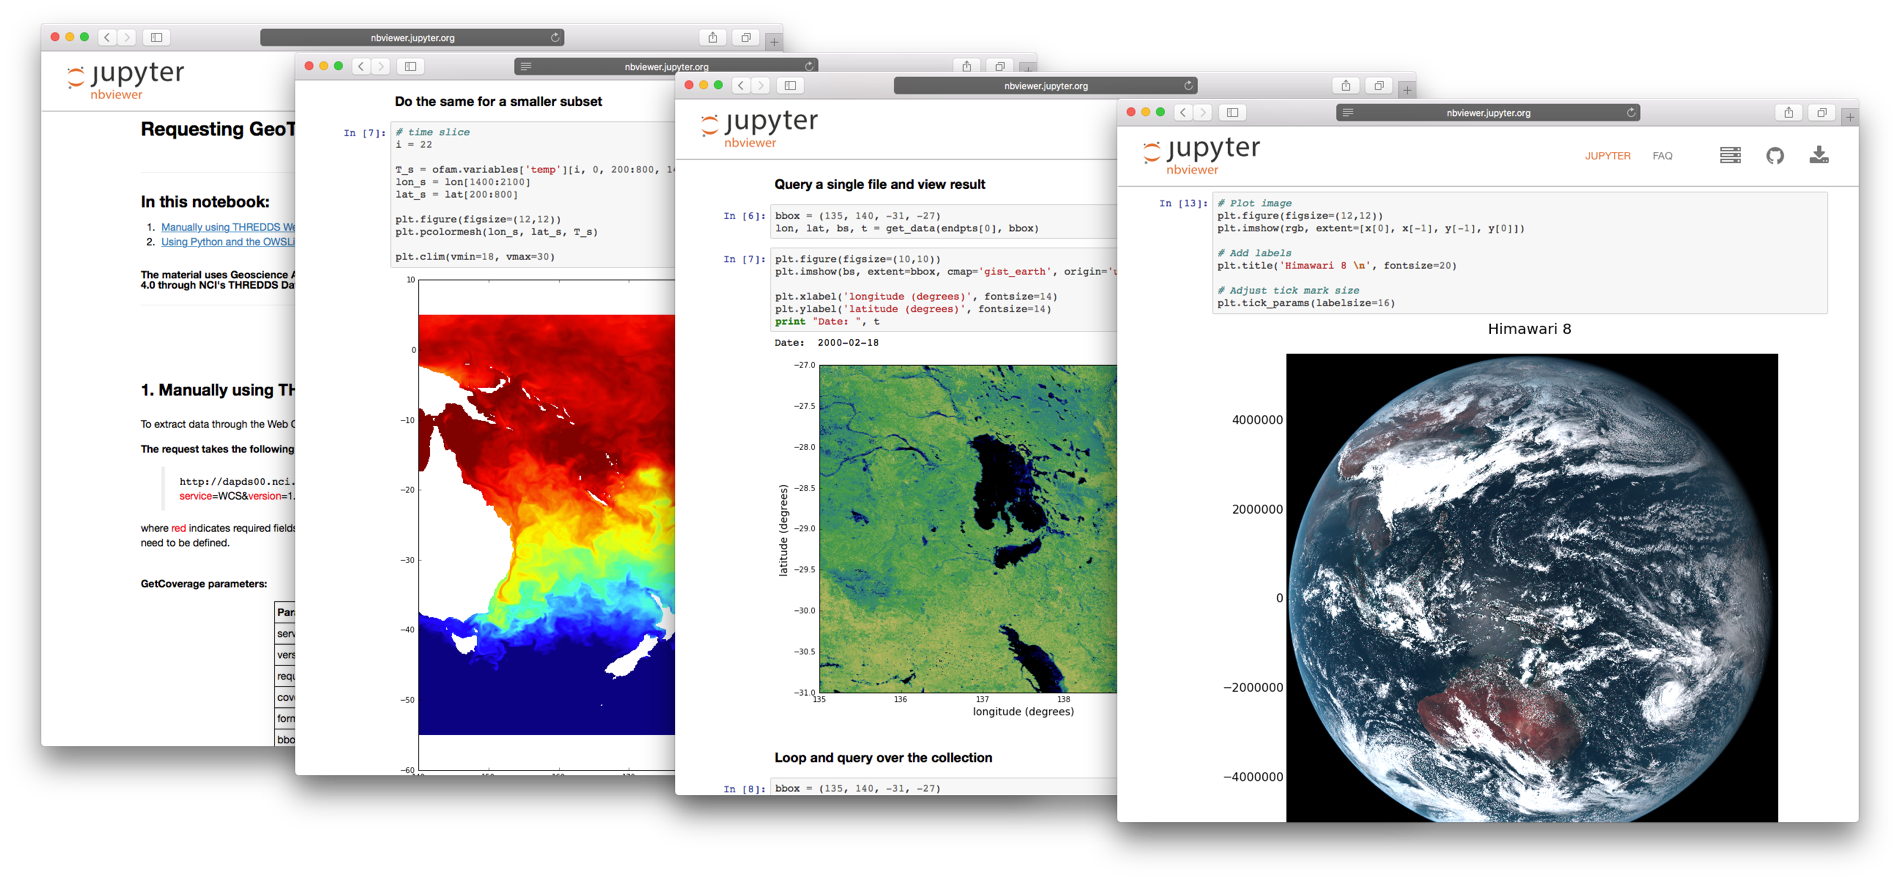 nbviewer.jupyter.org
jupyter
nbviewer
Requesting GeoT
In this notebook:
1. Manually using THREDDS We
2. Using Python and the OWSLi
The material uses Geoscience A
4.0 through NCI's THREDDS Da
1. Manually using TH
To extract data through the Web C
The request takes the following
http://dapds00.nci.
service=WCS&version=1.
where red indicates required fields
need to be defined.
GetCoverage parameters:
Para
serv
vers
requ
cove
form
bbo
nbviewer.jupyter.org
Do the same for a smaller subset
In [7]:
# time slice
i = 22
T_s = ofam.variables['temp'][i, 0, 200:800, 14
lon_s = lon[1400:2100]
lat_s = lat[200:800]
plt.figure(figsize=(12,12))
plt.pcolormesh(lon_s, lat_s, T_s)
plt.clim(vmin=18, vmax=30)
10
0
−10
−20
−30
−40
−50
−60
nbviewer.jupyter.org
jupyter
nbviewer
Query a single file and view result
In [6]:
bbox = (135, 140, -31, -27)
lon, lat, bs, t = get_data(endpts[0], bbox)
In [7]:
plt.figure(figsize=(10,10))
plt.imshow(bs, extent=bbox, cmap='gist_earth', origin='u
plt.xlabel('longitude (degrees)', fontsize=14)
plt.ylabel('latitude (degrees)', fontsize=14)
print "Date: ", t
Date: 2000-02-18
−27.0
−27.5
−28.0
−28.5
−29.0
−29.5
−30.0
−30.5
−31.0
latitude (degrees)
135 136 137 138
longitude (degrees)
Loop and query over the collection
In [8]:
bbox = (135, 140, -31, -27)
nbviewer.jupyter.org
jupyter
nbviewer
JUPYTER FAQ
In [13]:
# Plot image
plt.figure(figsize=(12,12))
plt.imshow(rgb, extent=[x[0], x[-1], y[-1], y[0]])
# Add labels
plt.title('Himawari 8 \n', fontsize=20)
# Adjust tick mark size
plt.tick_params(labelsize=16)
Himawari 8
4000000
2000000
0
−2000000
−4000000